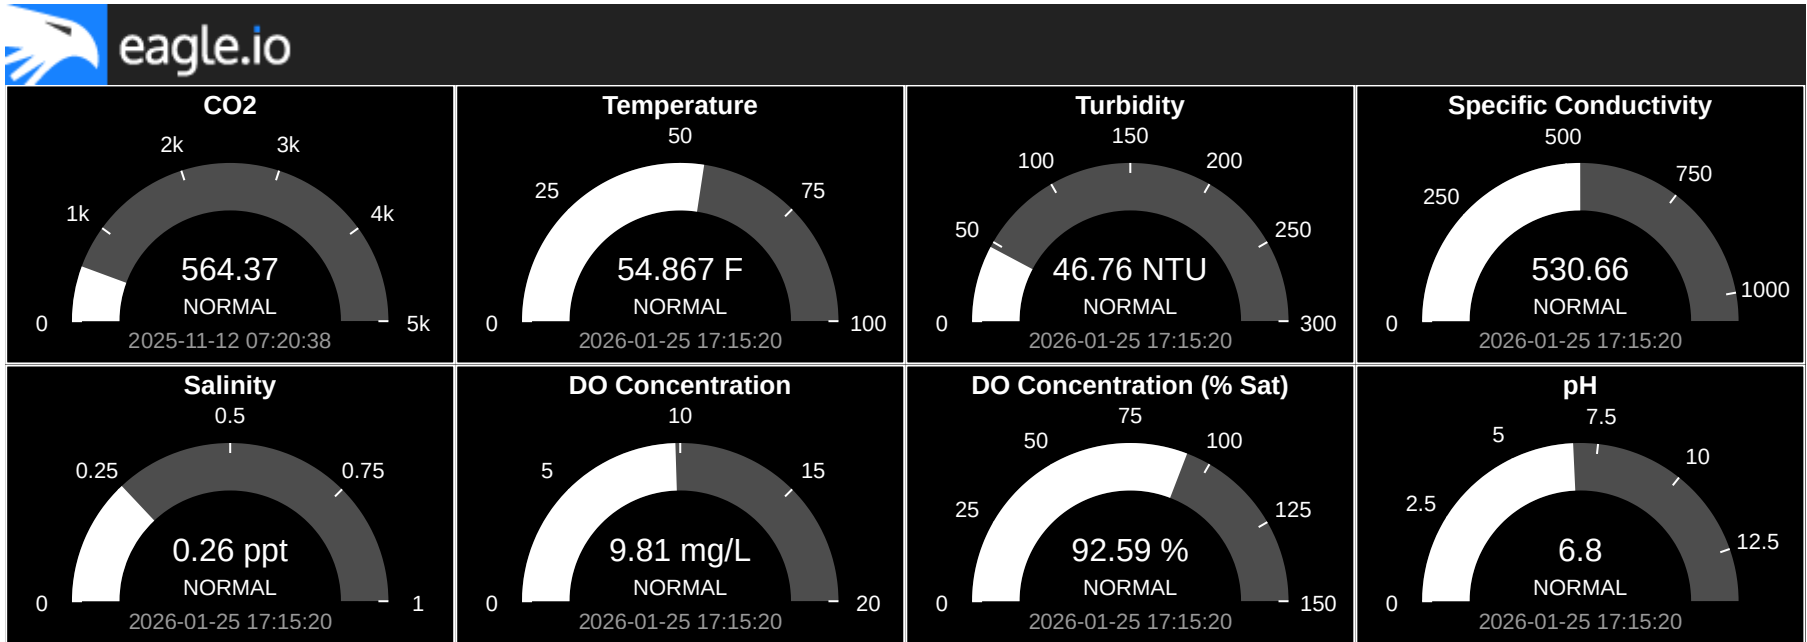 eagle.io
CO2
0
1k
2k
3k
4k
5k
564.37
NORMAL
2025-11-12 07:20:38
Temperature
0
25
50
75
100
54.867 F
NORMAL
2026-01-25 17:15:20
Turbidity
0
50
100
150
200
250
300
46.76 NTU
NORMAL
2026-01-25 17:15:20
Specific Conductivity
0
250
500
750
1000
530.66
NORMAL
2026-01-25 17:15:20
Salinity
0
0.25
0.5
0.75
1
0.26 ppt
NORMAL
2026-01-25 17:15:20
DO Concentration
0
5
10
15
20
9.81 mg/L
NORMAL
2026-01-25 17:15:20
DO Concentration (% Sat)
0
25
50
75
100
125
150
92.59 %
NORMAL
2026-01-25 17:15:20
pH
0
2.5
5
7.5
10
12.5
6.8
NORMAL
2026-01-25 17:15:20